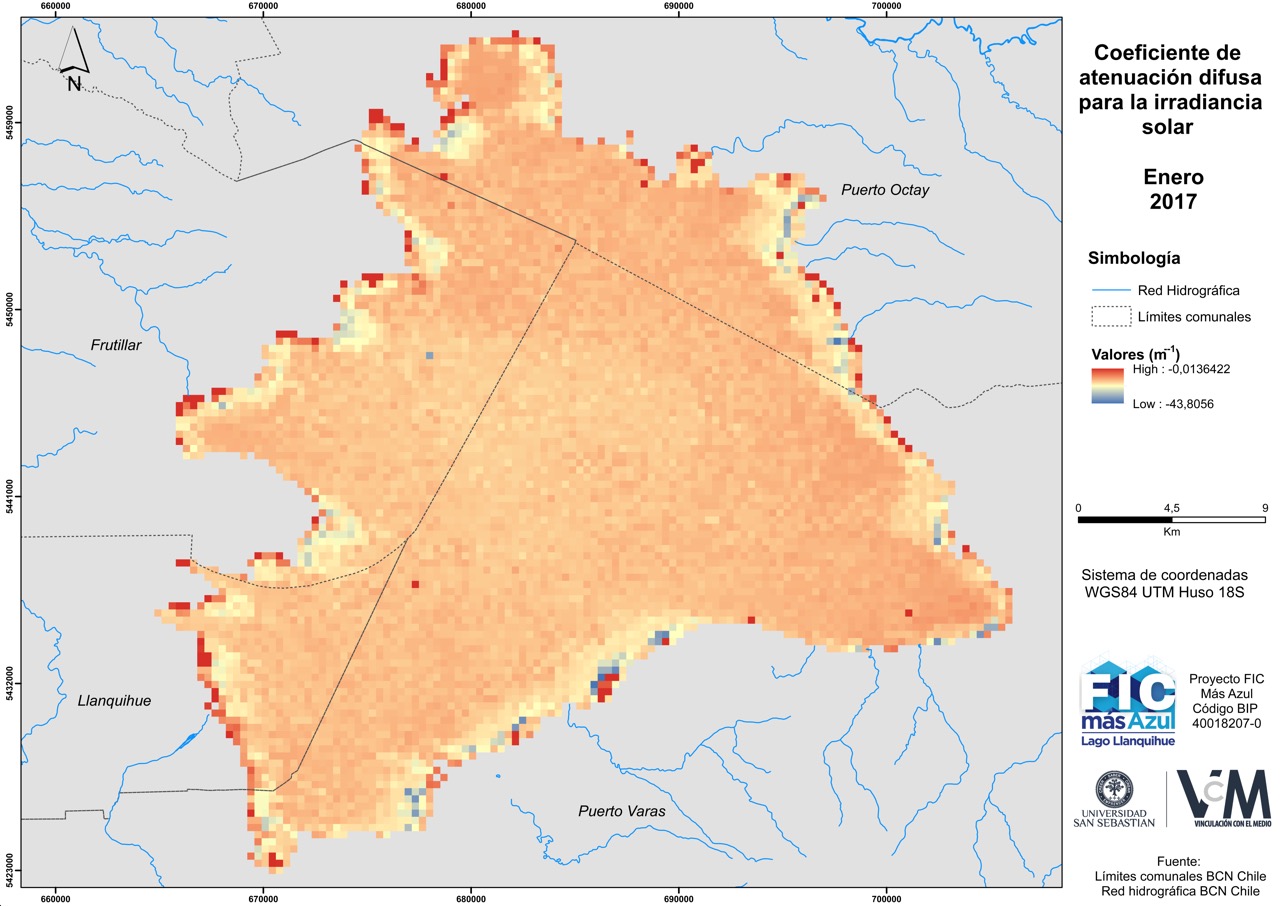 660000
670000
680000
690000
700000
5459000
5450000
5441000
5432000
5423000
N
Puerto Octay
Frutillar
Llanquihue
Puerto Varas
660000
670000
680000
690000
700000
Coeficiente de
atenuación difusa
para la irradiancia
solar
Enero
2017
Simbología
Red Hidrográfica
Límites comunales
Valores (m⁻¹)
High : -0,0136422
Low : -43,8056
0 4,5 9
Km
Sistema de coordenadas
WGS84 UTM Huso 18S
FIC
más Azul
Lago Llanquihue
Proyecto FIC
Más Azul
Código BIP
40018207-0
UNIVERSIDAD
SAN SEBASTIAN
VcM
VINCULACIÓN CON EL MEDIO
Fuente:
Límites comunales BCN Chile
Red hidrográfica BCN Chile